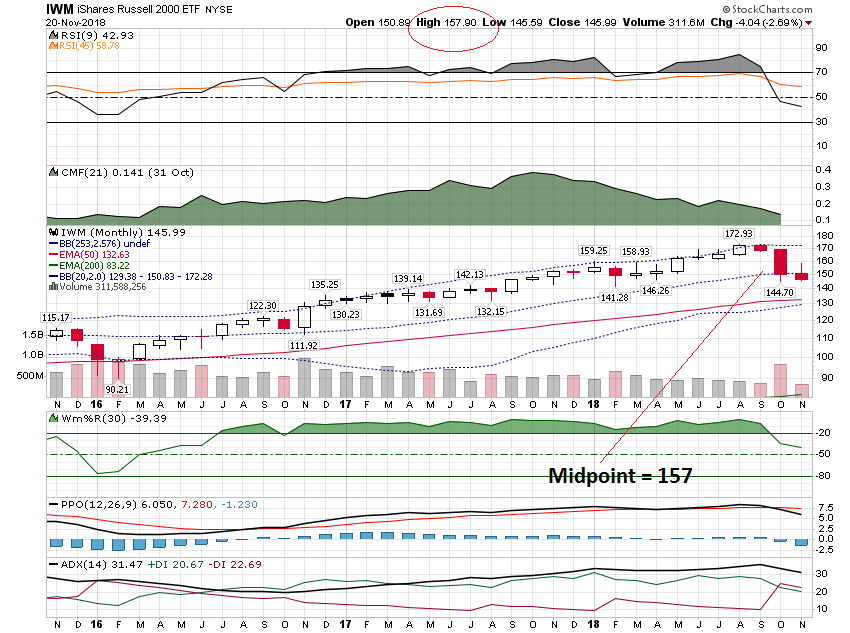 IWM iShares Russell 2000 ETF NYSE © StockCharts.com
20-Nov-2018 Open 150.89 High 157.90 Low 145.59 Close 145.99 Volume 311.6M Chg -4.04 (-2.69%)
RSI(9) 42.93
RSI(45) 58.78
90
70
50
30
10
CMF(21) 0.141 (31 Oct)
0.4
0.3
0.2
0.1
IWM (Monthly) 145.99
BB(253,2.576) undef
EMA(50) 132.63
EMA(200) 83.22
BB(20,2.0) 129.38 - 150.83 - 172.28
Volume 311,588,256
115.17
90.21
122.30
111.92
135.25
130.23
139.14
131.69
142.13
132.15
159.25
141.28
158.93
146.26
172.93
144.70
180
170
160
150
140
130
120
110
100
90
1.5B
1.0B
500M
N D 16 F M A M J J A S O N D 17 F M A M J J A S O N D 18 F M A M J J A S O N
Wm%R(30) -39.39
-20
-50
-80
Midpoint = 157
PPO(12,26,9) 6.050, 7.280, -1.230
7.5
5.0
2.5
0.0
-2.5
ADX(14) 31.47 +DI 20.67 -DI 22.69
30
20
10
N D 16 F M A M J J A S O N D 17 F M A M J J A S O N D 18 F M A M J J A S O N